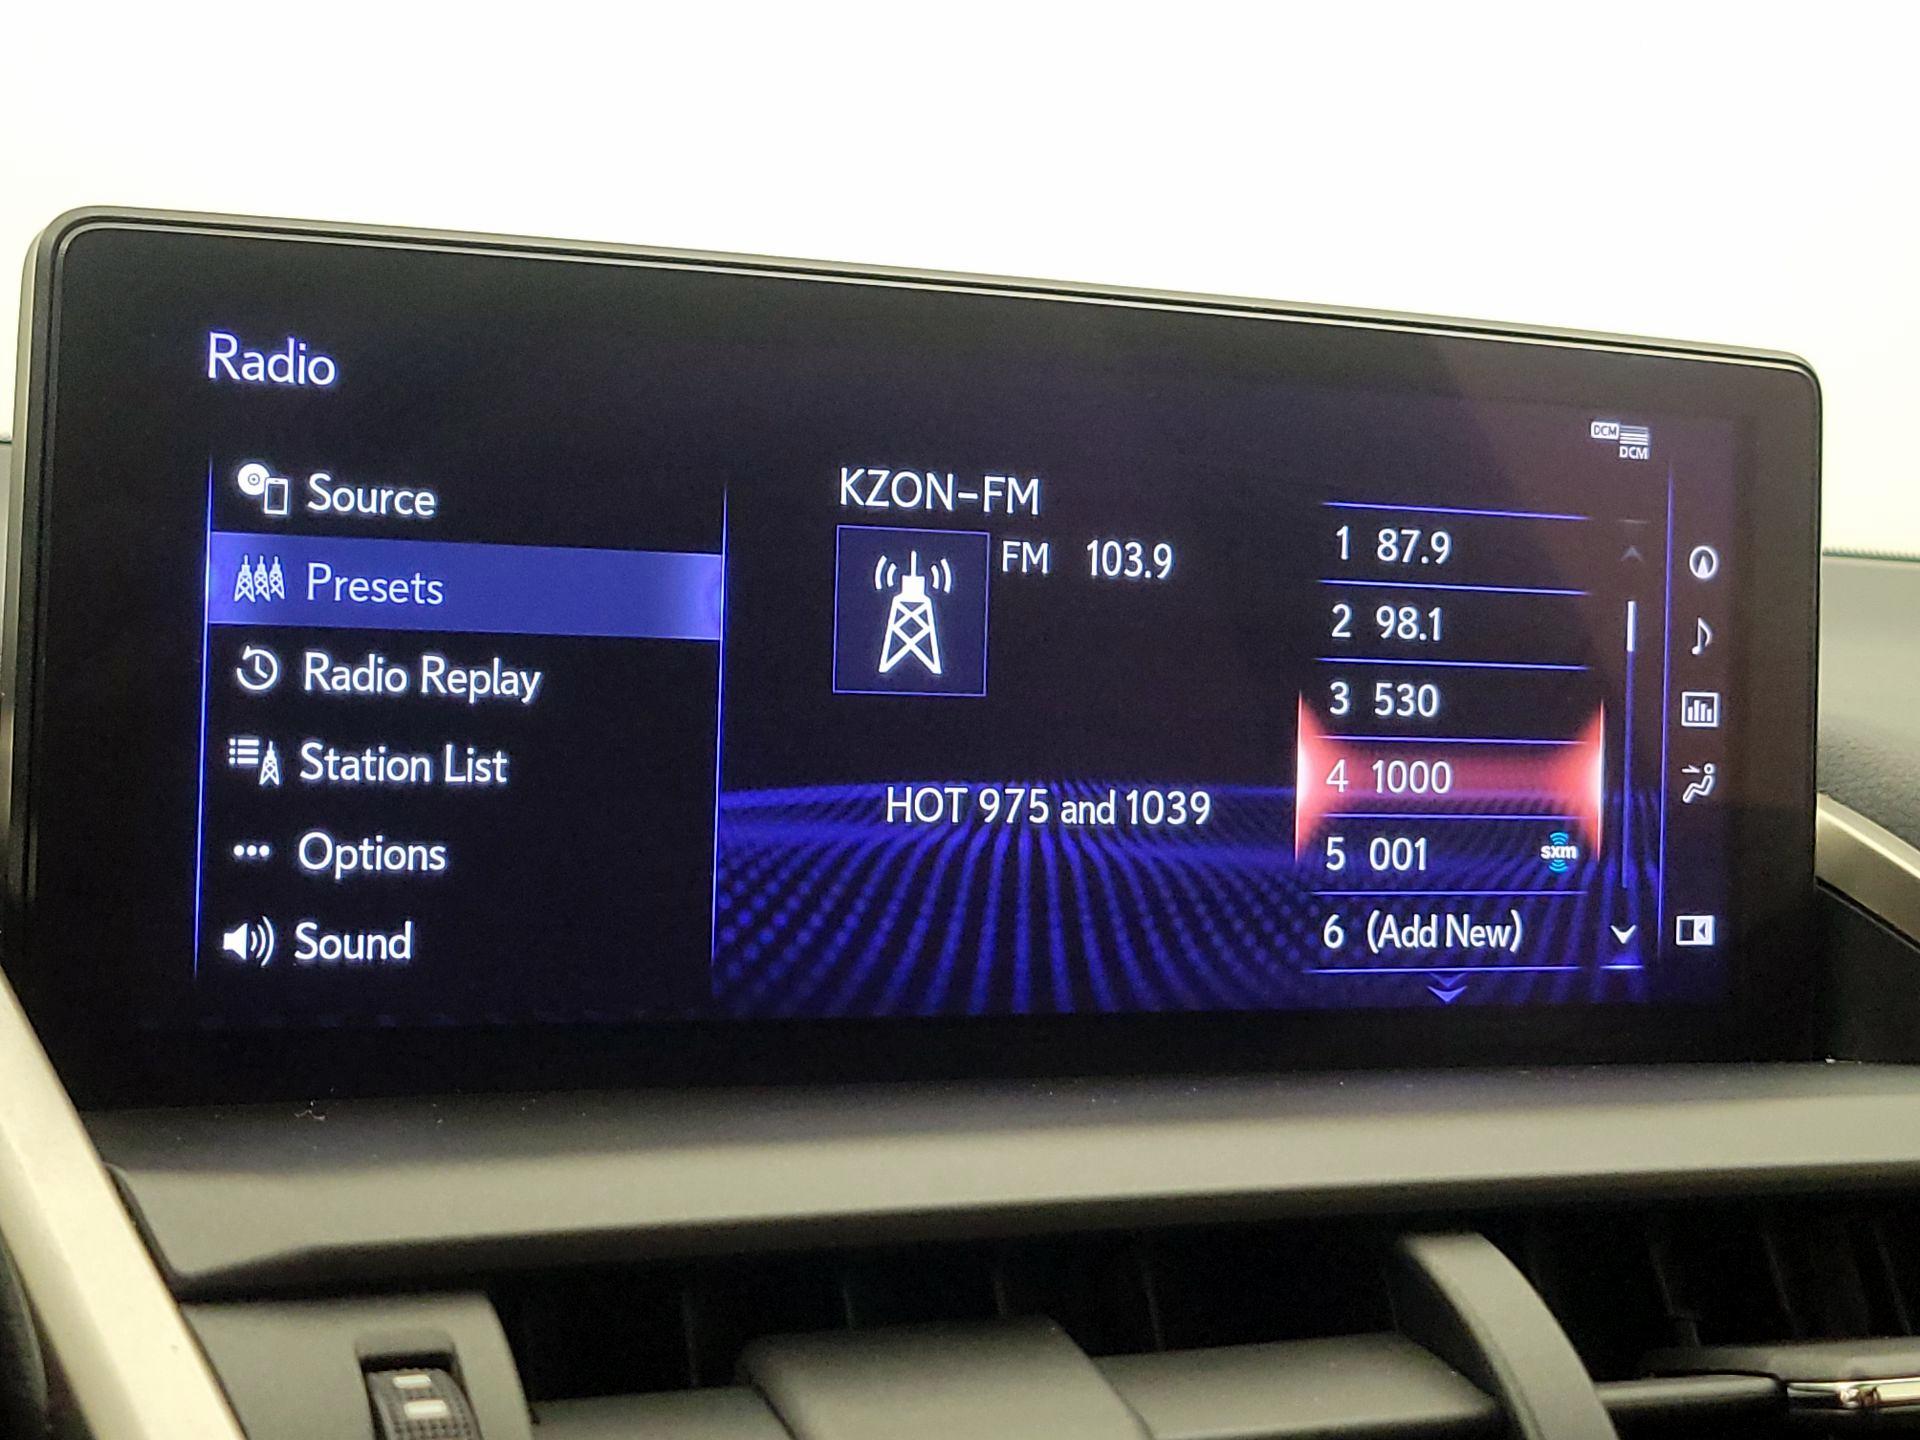 Radio
DCM
DCM
Source
Presets
Radio Replay
Station List
Options
Sound
KZON-FM
FM 103.9
HOT 975 and 1039
1 87.9
2 98.1
3 530
4 1000
5 001 sxm
6 (Add New)